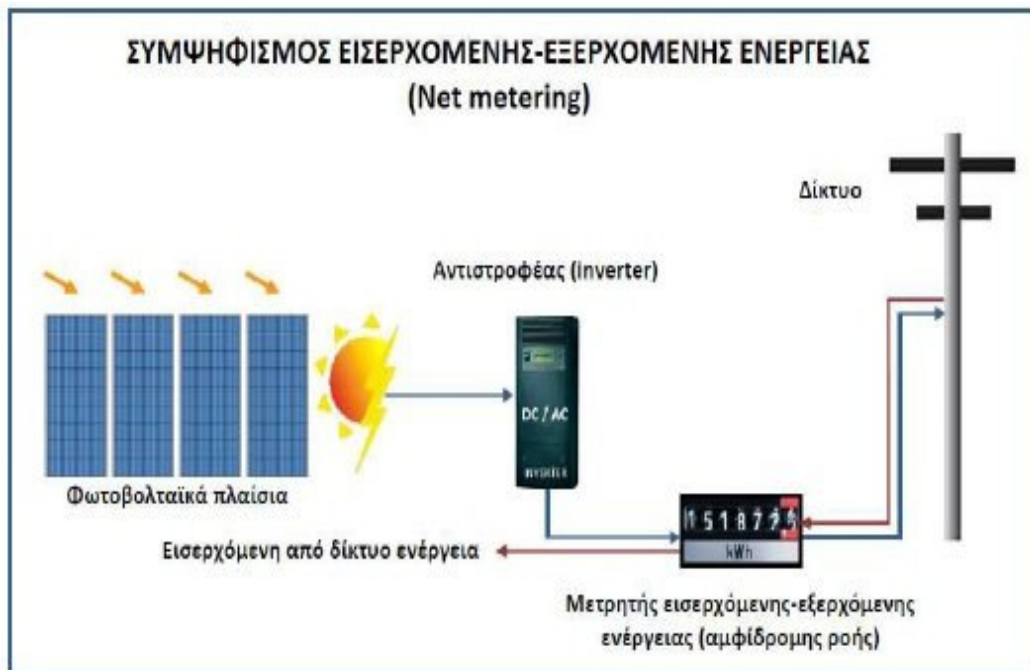 ΣΥΜΨΗΦΙΣΜΟΣ ΕΙΣΕΡΧΟΜΕΝΗΣ-ΕΞΕΡΧΟΜΕΝΗΣ ΕΝΕΡΓΕΙΑΣ
(Net metering)
Δίκτυο
Αντιστροφέας (Inverter)
DC / AC
INVERTER
Φωτοβολταϊκά πλαίσια
Εισερχόμενη από δίκτυο ενέργεια
kWh
Μετρητής εισερχόμενης-εξερχόμενης
ενέργειας (αμφίδρομης ροής)